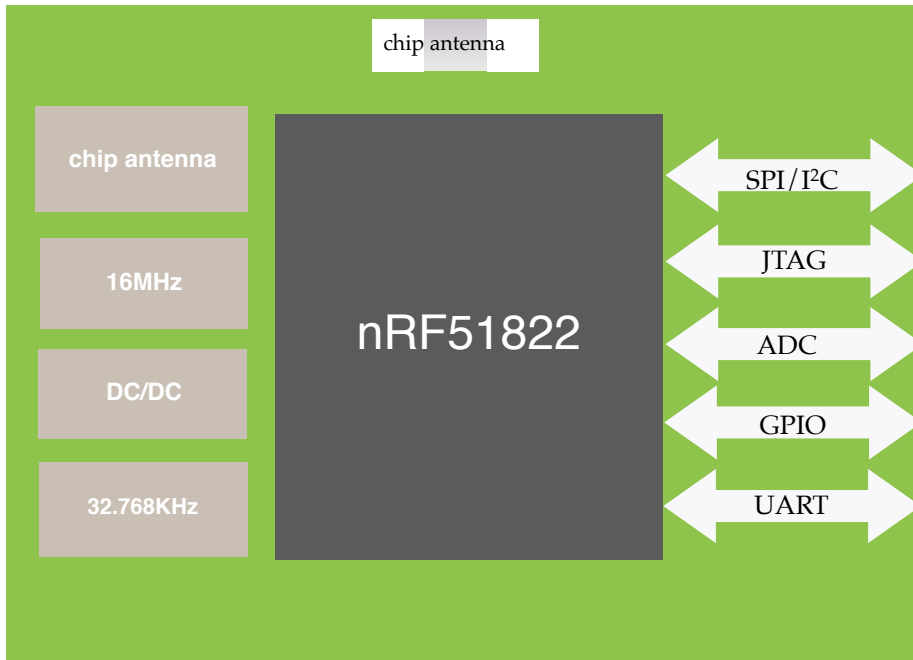 chip antenna
chip antenna
16MHz
DC/DC
32.768KHz
nRF51822
SPI/I²C
JTAG
ADC
GPIO
UART